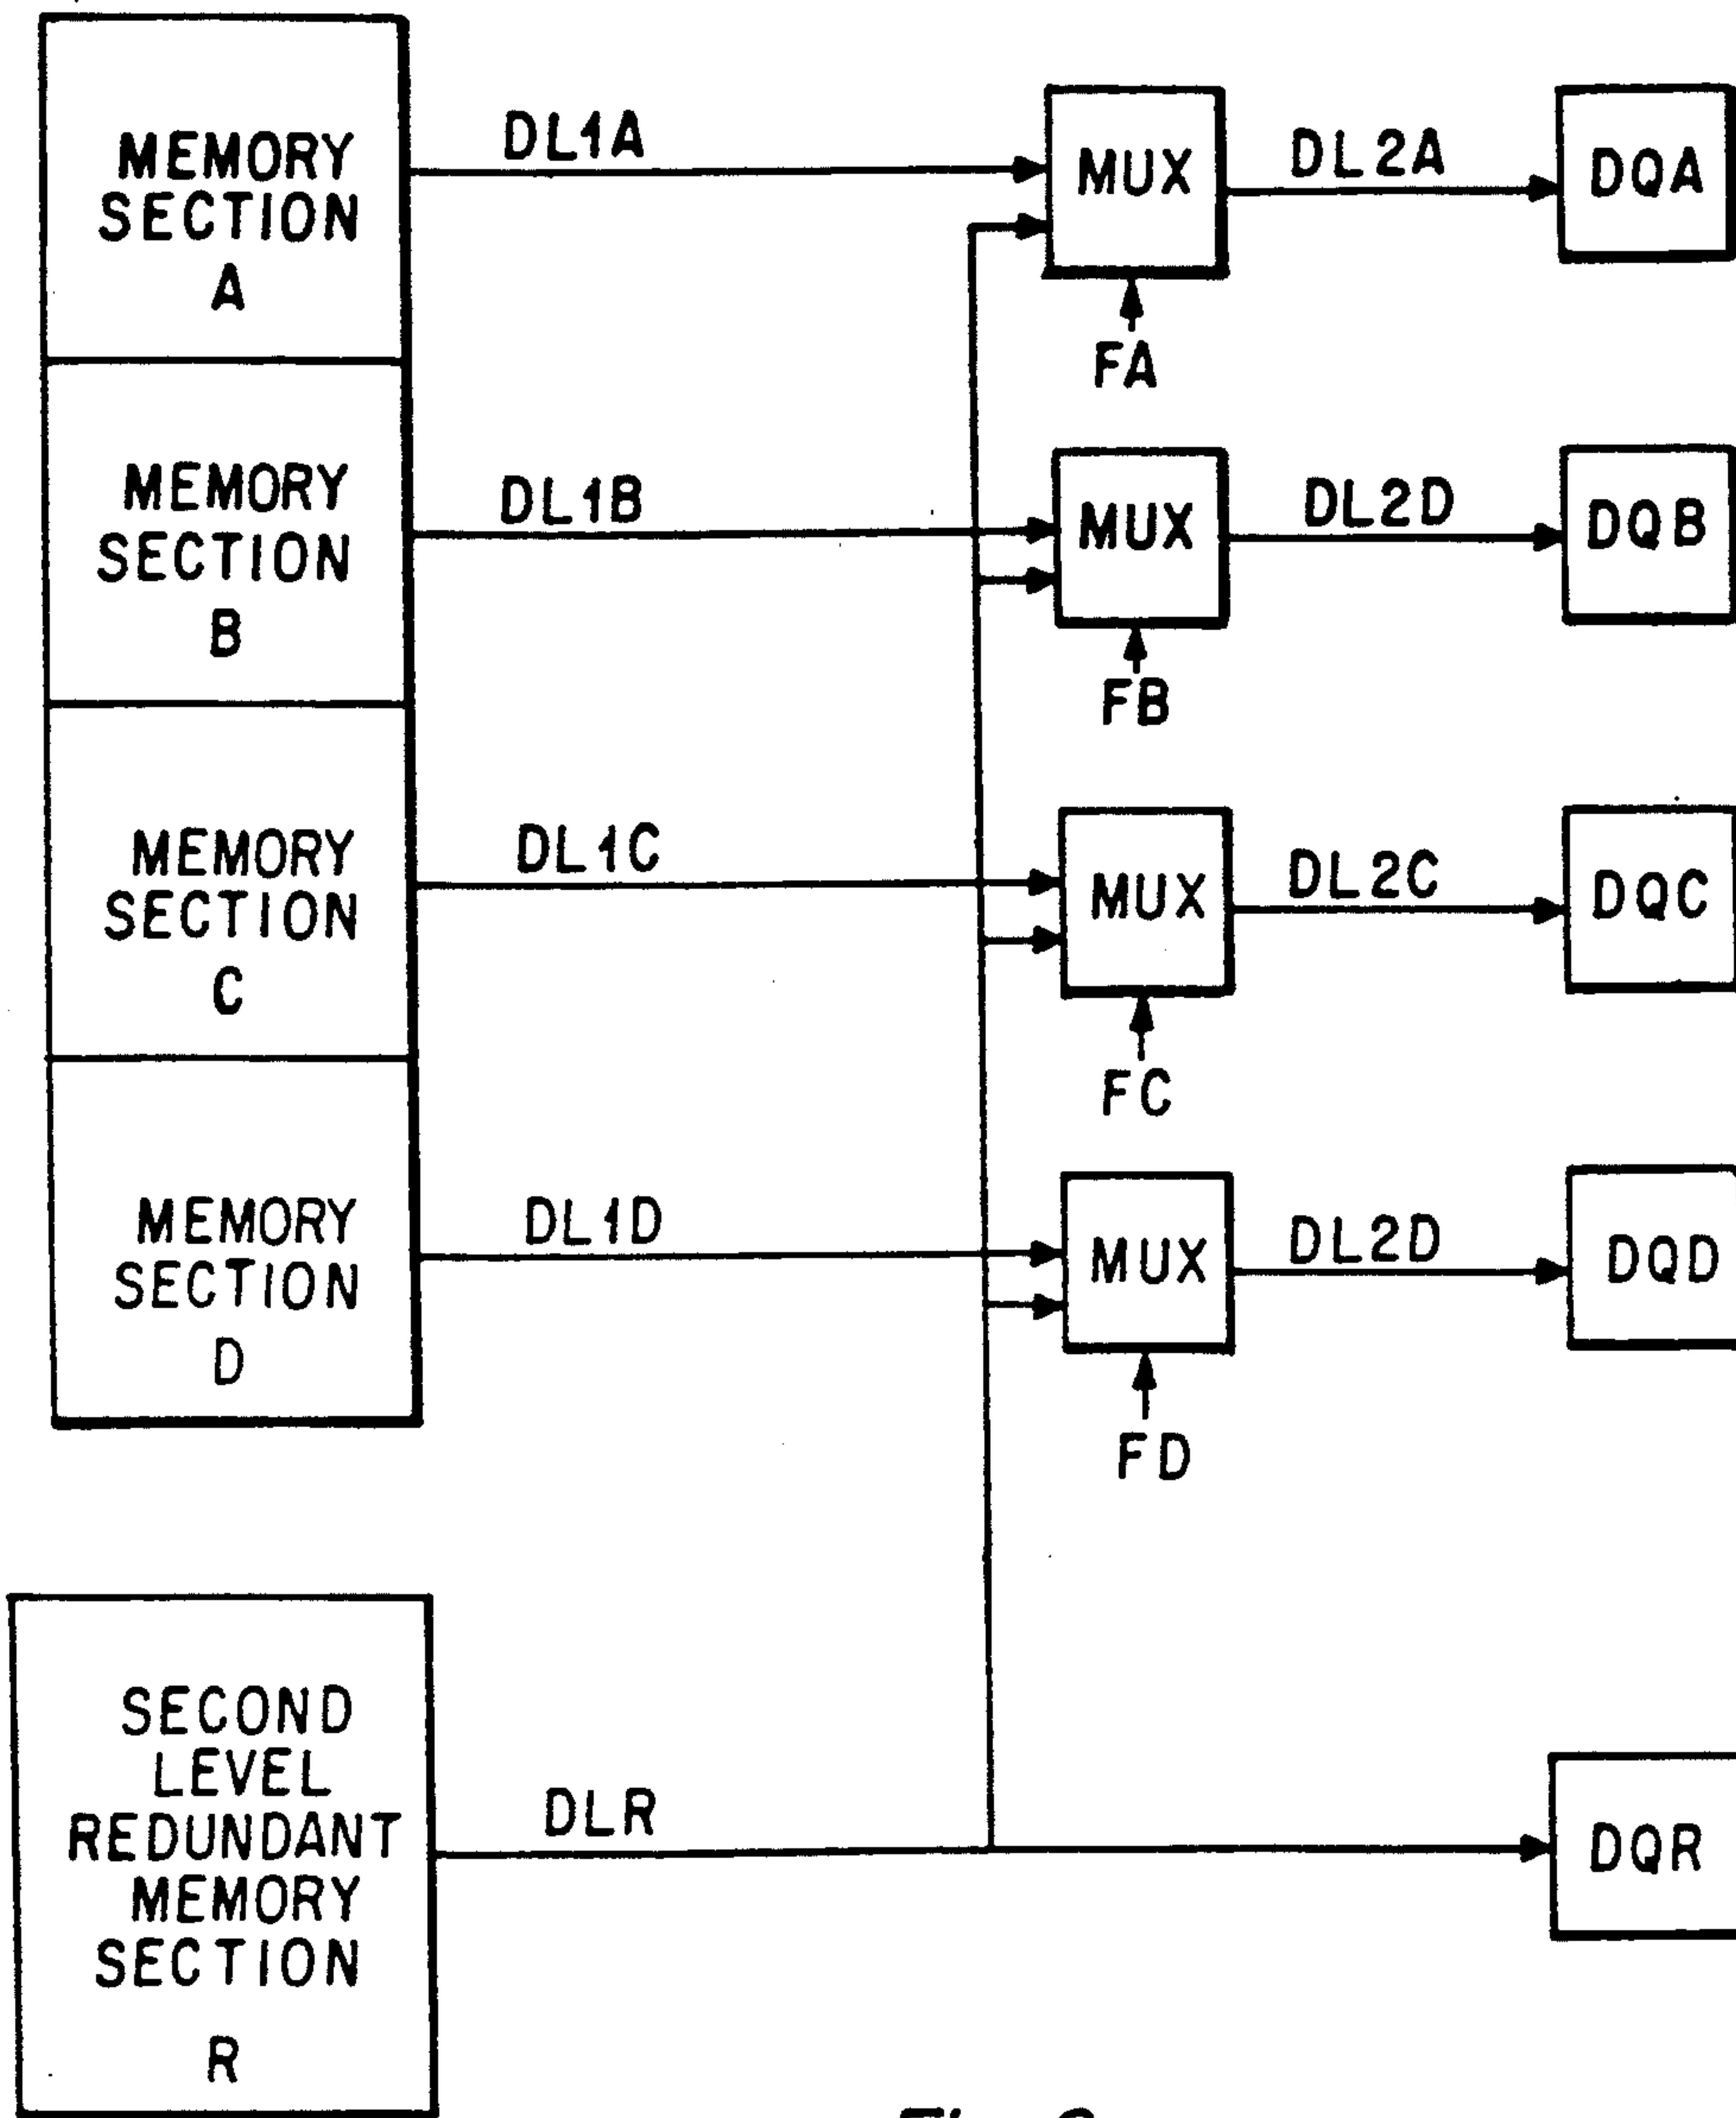 MEMORY
SECTION
A
DL1A
MUX
DL2A
DQA
FA
MEMORY
SECTION
B
DL1B
MUX
DL2D
DQB
FB
MEMORY
SECTION
C
DL1C
MUX
DL2C
DQC
FC
MEMORY
SECTION
D
DL1D
MUX
DL2D
DQD
FD
SECOND
LEVEL
REDUNDANT
MEMORY
SECTION
R
DLR
DQR